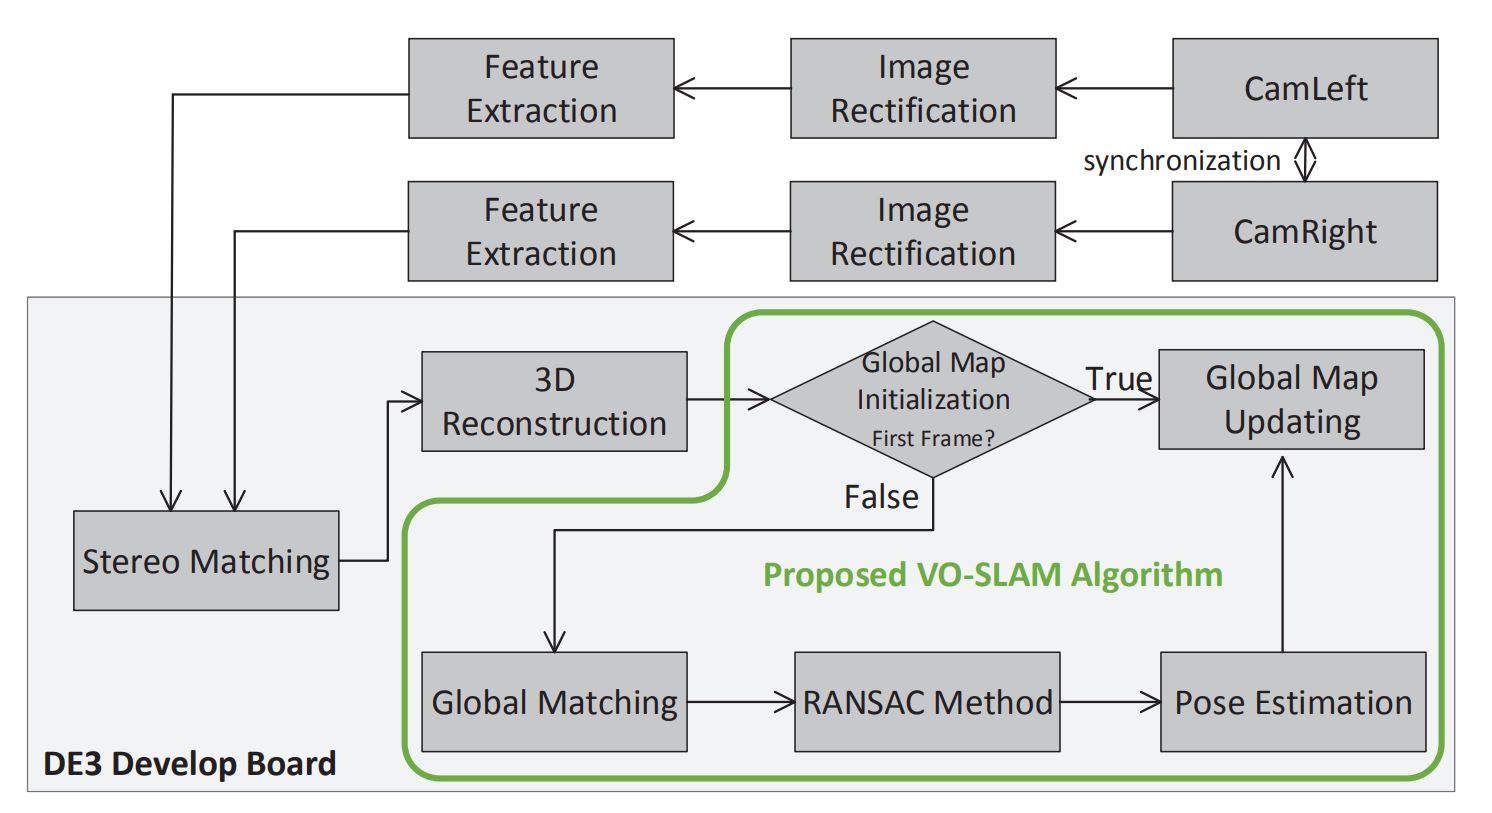 Feature
Extraction
Image
Rectification
CamLeft
synchronization
Feature
Extraction
Image
Rectification
CamRight
3D
Reconstruction
Global Map
Initialization
First Frame?
True
Global Map
Updating
False
Stereo Matching
Proposed VO-SLAM Algorithm
Global Matching
RANSAC Method
Pose Estimation
DE3 Develop Board